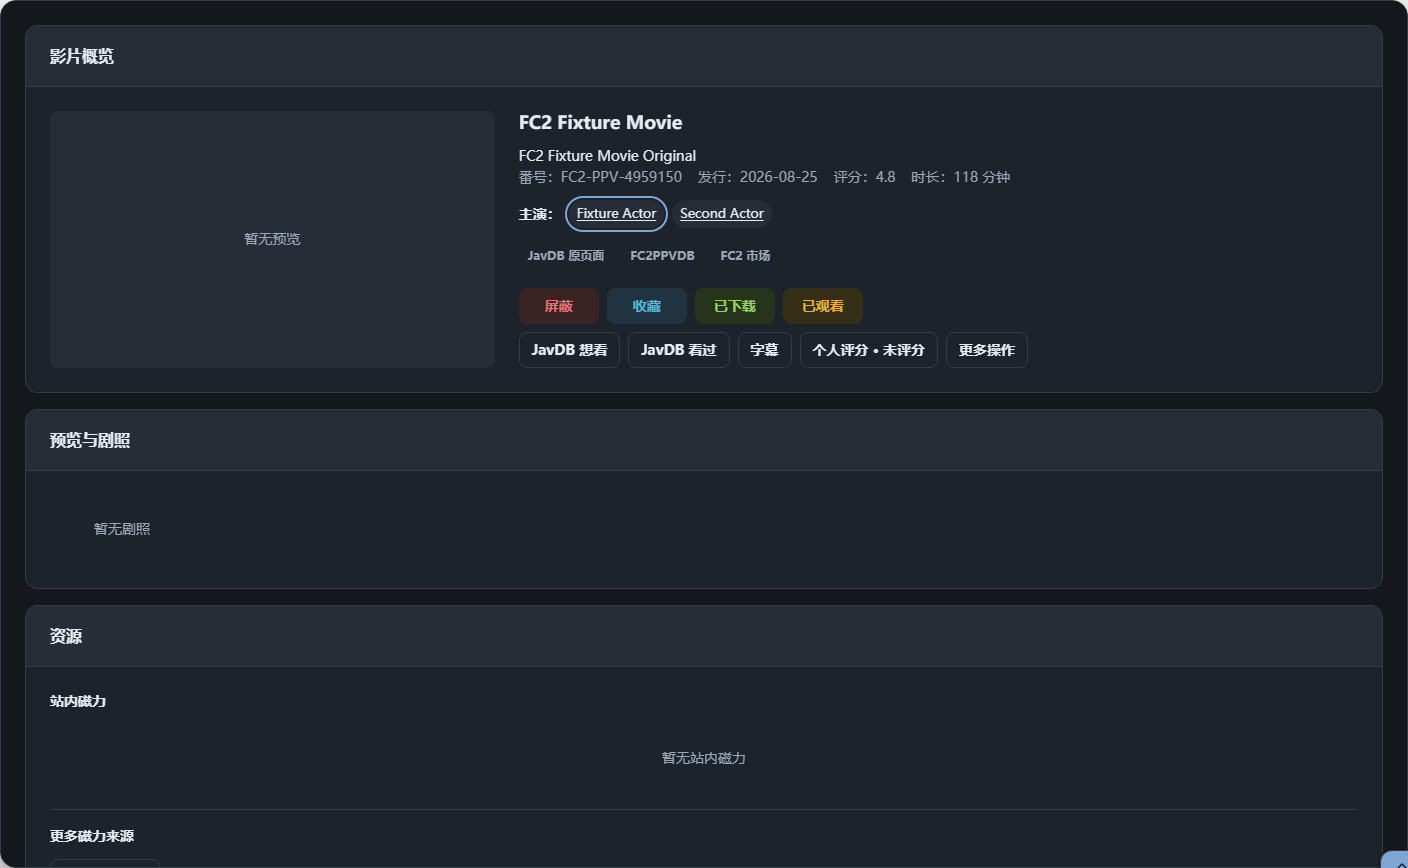 影片概览
暂无预览
FC2 Fixture Movie
FC2 Fixture Movie Original
番号：FC2-PPV-4959150 发行：2026-08-25 评分：4.8 时长：118 分钟
主演： Fixture Actor Second Actor
JavDB 原页面 FC2PPVDB FC2 市场
屏蔽 收藏 已下载 已观看
JavDB 想看 JavDB 看过 字幕 个人评分 • 未评分 更多操作
预览与剧照
暂无剧照
资源
站内磁力
暂无站内磁力
更多磁力来源